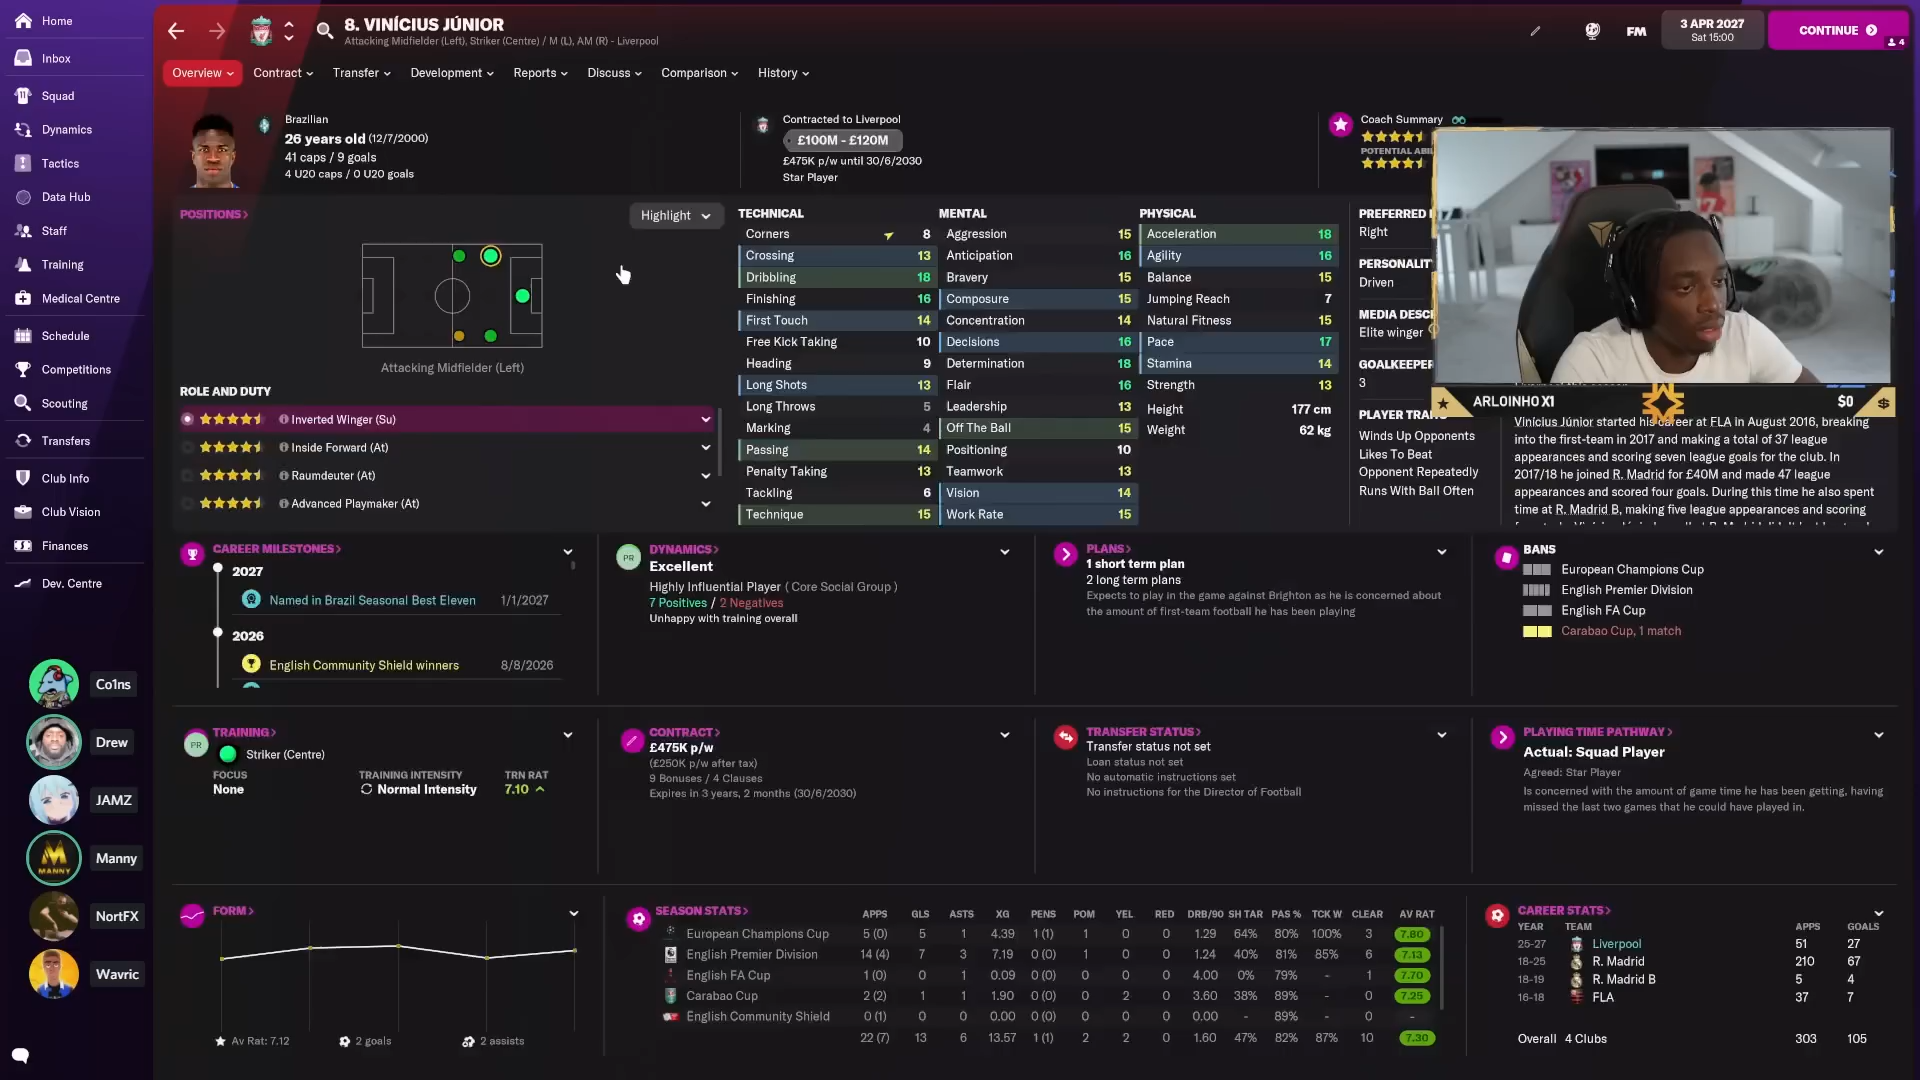 Home
Inbox
Squad
Dynamics
Tactics
Data Hub
Staff
Training
Medical Centre
Schedule
Competitions
Scouting
Transfers
Club Info
Club Vision
Finances
Dev. Centre
Co1ns
Drew
JAMZ
Manny
MANNY
NortFX
Wavric
8. VINÍCIUS JÚNIOR
Attacking Midfielder (Left), Striker (Centre) / M (L), AM (R) - Liverpool
FM
3 APR 2027
Sat 15:00
CONTINUE
4
Overview Contract Transfer Development Reports Discuss Comparison History
Brazilian
26 years old (12/7/2000)
41 caps / 9 goals
4 U20 caps / 0 U20 goals
Contracted to Liverpool
£100M - £120M
£475K p/w until 30/6/2030
Star Player
Coach Summary
POTENTIAL ABI
POSITIONS>
Highlight
Attacking Midfielder (Left)
ROLE AND DUTY
Inverted Winger (Su)
Inside Forward (At)
Raumdeuter (At)
Advanced Playmaker (At)
TECHNICAL
Corners 8
Crossing 13
Dribbling 18
Finishing 16
First Touch 14
Free Kick Taking 10
Heading 9
Long Shots 13
Long Throws 5
Marking 4
Passing 14
Penalty Taking 13
Tackling 6
Technique 15
MENTAL
Aggression 15
Anticipation 16
Bravery 15
Composure 15
Concentration 14
Decisions 16
Determination 18
Flair 16
Leadership 13
Off The Ball 15
Positioning 10
Teamwork 13
Vision 14
Work Rate 15
PHYSICAL
Acceleration 18
Agility 16
Balance 15
Jumping Reach 7
Natural Fitness 15
Pace 17
Stamina 14
Strength 13
Height 177 cm
Weight 62 kg
PREFERRED
Right
PERSONALIT
Driven
MEDIA DESC
Elite winger
GOALKEEPER
3
PLAYER TRA
Winds Up Opponents
Likes To Beat
Opponent Repeatedly
Runs With Ball Often
ARLOINHO X1 $0
Vinícius Júnior started his career at FLA in August 2016, breaking
into the first-team in 2017 and making a total of 37 league
appearances and scoring seven league goals for the club. In
2017/18 he joined R. Madrid for £40M and made 47 league
appearances and scored four goals. During this time he also spent
time at R. Madrid B, making five league appearances and scoring
CAREER MILESTONES>
2027
Named in Brazil Seasonal Best Eleven 1/1/2027
2026
English Community Shield winners 8/8/2026
PR
DYNAMICS>
Excellent
Highly Influential Player ( Core Social Group )
7 Positives / 2 Negatives
Unhappy with training overall
PLANS>
1 short term plan
2 long term plans
Expects to play in the game against Brighton as he is concerned about
the amount of first-team football he has been playing
BANS
European Champions Cup
English Premier Division
English FA Cup
Carabao Cup, 1 match
PR
TRAINING>
Striker (Centre)
FOCUS TRAINING INTENSITY TRN RAT
None Normal Intensity 7.10
CONTRACT>
£475K p/w
(£250K p/w after tax)
9 Bonuses / 4 Clauses
Expires in 3 years, 2 months (30/6/2030)
TRANSFER STATUS>
Transfer status not set
Loan status not set
No automatic instructions set
No instructions for the Director of Football
PLAYING TIME PATHWAY>
Actual: Squad Player
Agreed: Star Player
Is concerned with the amount of game time he has been getting, having
missed the last two games that he could have played in.
FORM>
Av Rat: 7.12 2 goals 2 assists
SEASON STATS> APPS GLS ASTS XG PENS POM YEL RED DRB/90 SH TAR PAS % TCK W CLEAR AV RAT
European Champions Cup 5 (0) 5 1 4.39 1 (1) 1 0 0 1.29 64% 80% 100% 3 7.80
English Premier Division 14 (4) 7 3 7.19 0 (0) 1 0 0 1.24 40% 81% 85% 6 7.13
English FA Cup 1 (0) 0 1 0.09 0 (0) 0 0 0 4.00 0% 79% - 1 7.70
Carabao Cup 2 (2) 1 1 1.90 0 (0) 0 2 0 3.60 38% 89% - 0 7.25
English Community Shield 0 (1) 0 0 0.00 0 (0) 0 0 0 0.00 - 89% - 0 -
22 (7) 13 6 13.57 1 (1) 2 2 0 1.60 47% 82% 87% 10 7.30
CAREER STATS>
YEAR TEAM APPS GOALS
25-27 Liverpool 51 27
18-25 R. Madrid 210 67
18-19 R. Madrid B 5 4
16-18 FLA 37 7
Overall 4 Clubs 303 105